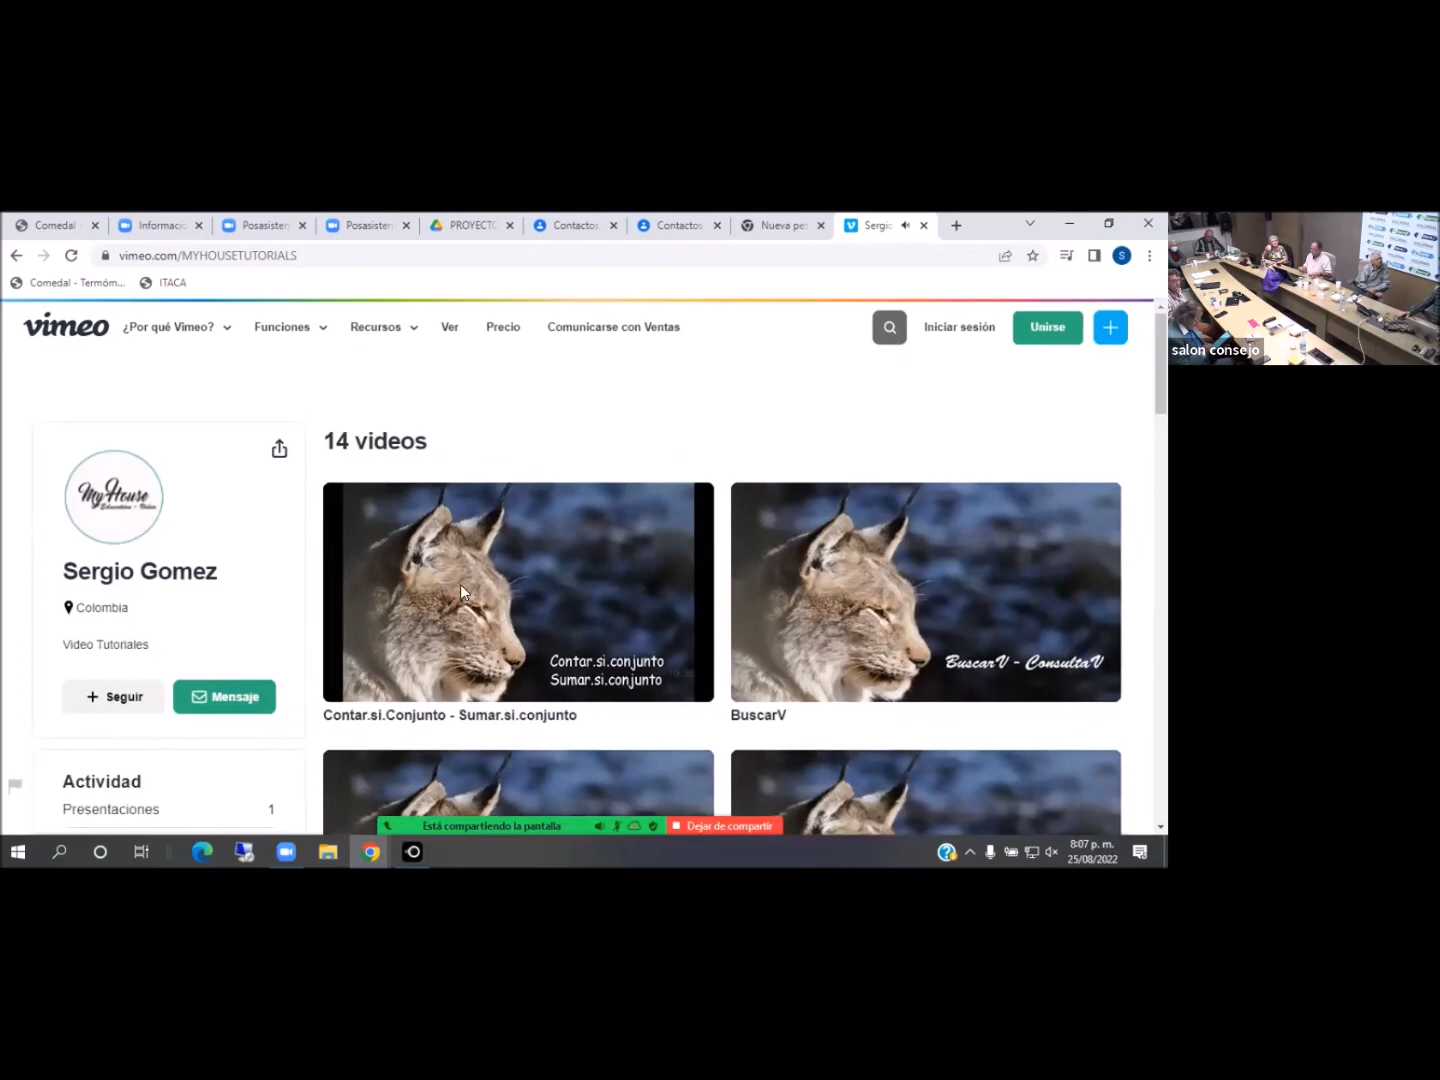 Comedal
Informacio
Posasisten
Posasisten
PROYECTO
Contactos
Contactos
Nueva pes
Sergio
vimeo.com/MYHOUSETUTORIALS
S
Comedal - Termóm...
ITACA
vimeo
¿Por qué Vimeo?
Funciones
Recursos
Ver
Precio
Comunicarse con Ventas
Iniciar sesión
Unirse
salon consejo
14 videos
My House
Sergio Gomez
Colombia
Video Tutoriales
+ Seguir
Mensaje
Contar.si.conjunto
Sumar.si.conjunto
BuscarV - ConsultaV
Contar.si.Conjunto - Sumar.si.conjunto
BuscarV
Actividad
Presentaciones 1
Está compartiendo la pantalla
Dejar de compartir
8:07 p. m.
25/08/2022